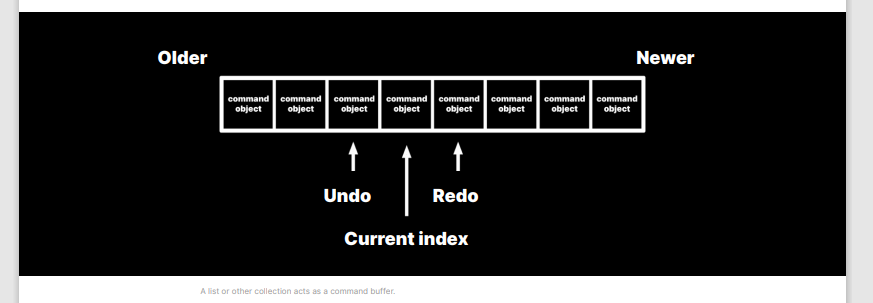 Older
Newer
command object
command object
command object
command object
command object
command object
command object
command object
Undo
Redo
Current index
A list or other collection acts as a command buffer.